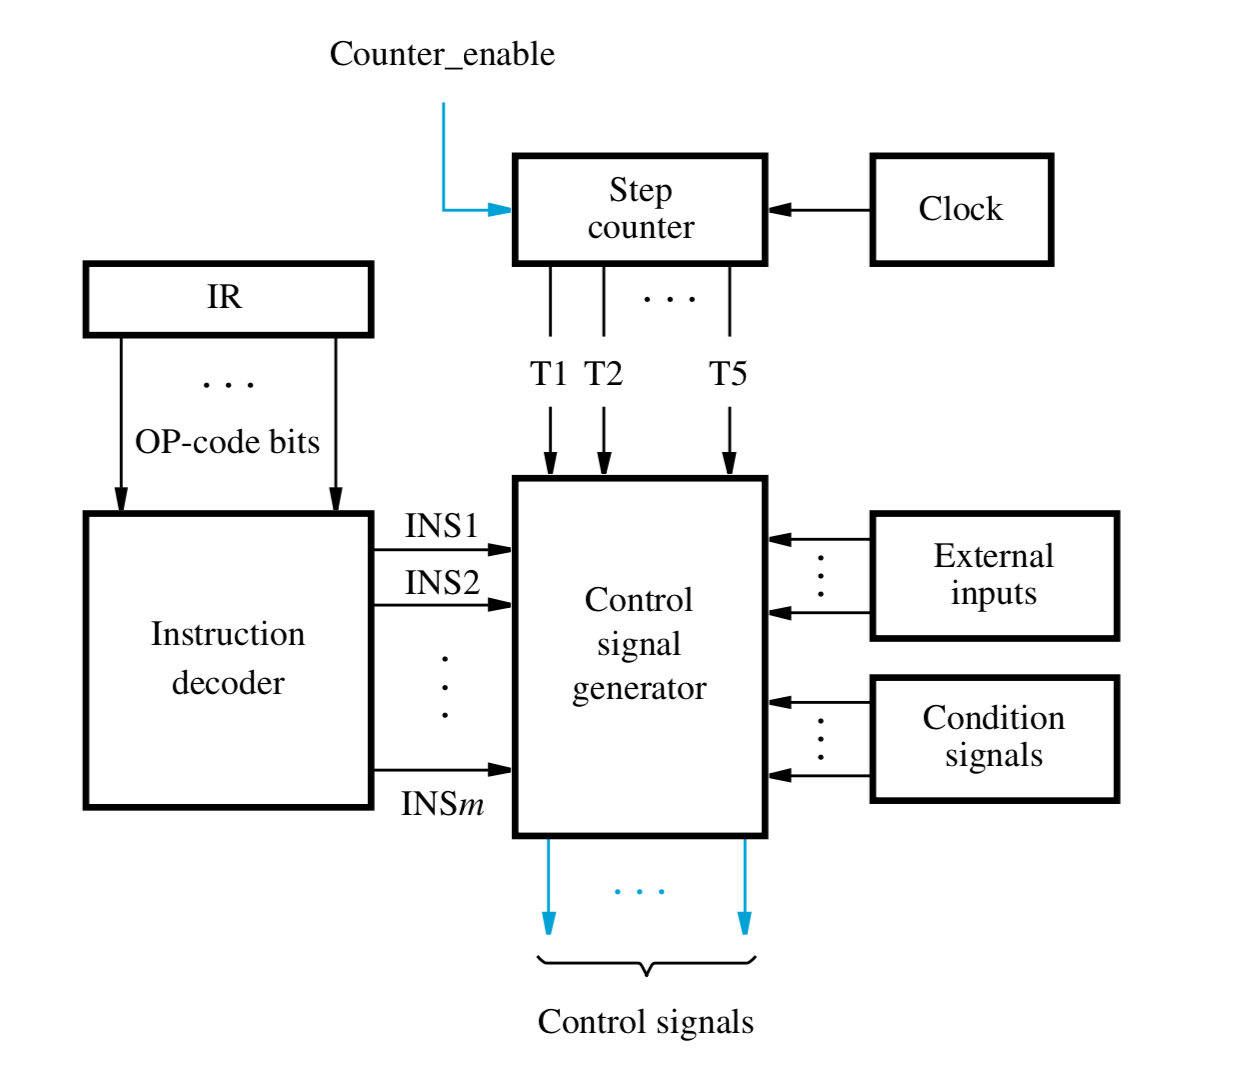 Counter_enable
Step
counter
Clock
IR
. . .
T1 T2 T5
. . .
OP-code bits
INS1
INS2
INSm
Instruction
decoder
Control
signal
generator
External
inputs
Condition
signals
. . .
Control signals